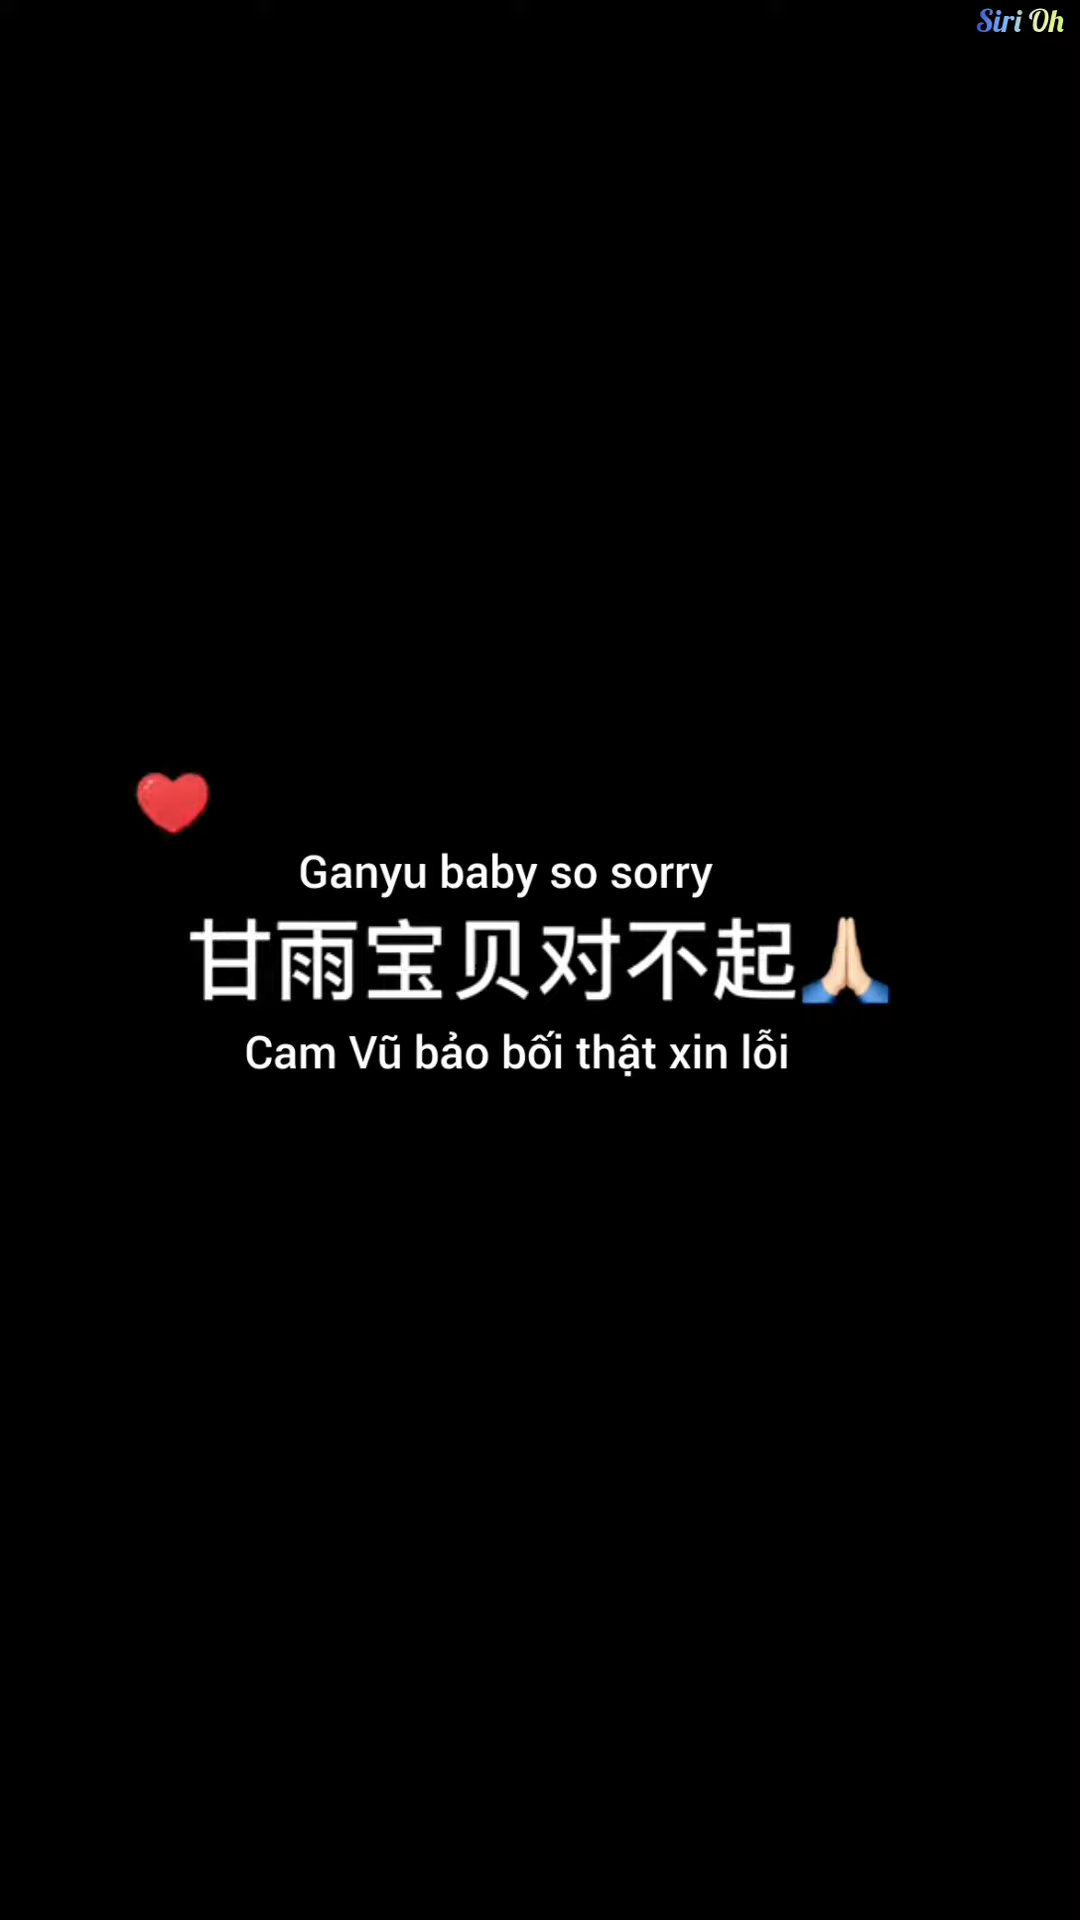 Siri Oh
Ganyu baby so sorry
甘雨宝贝对不起🙏🏻
Cam Vũ bảo bối thật xin lỗi